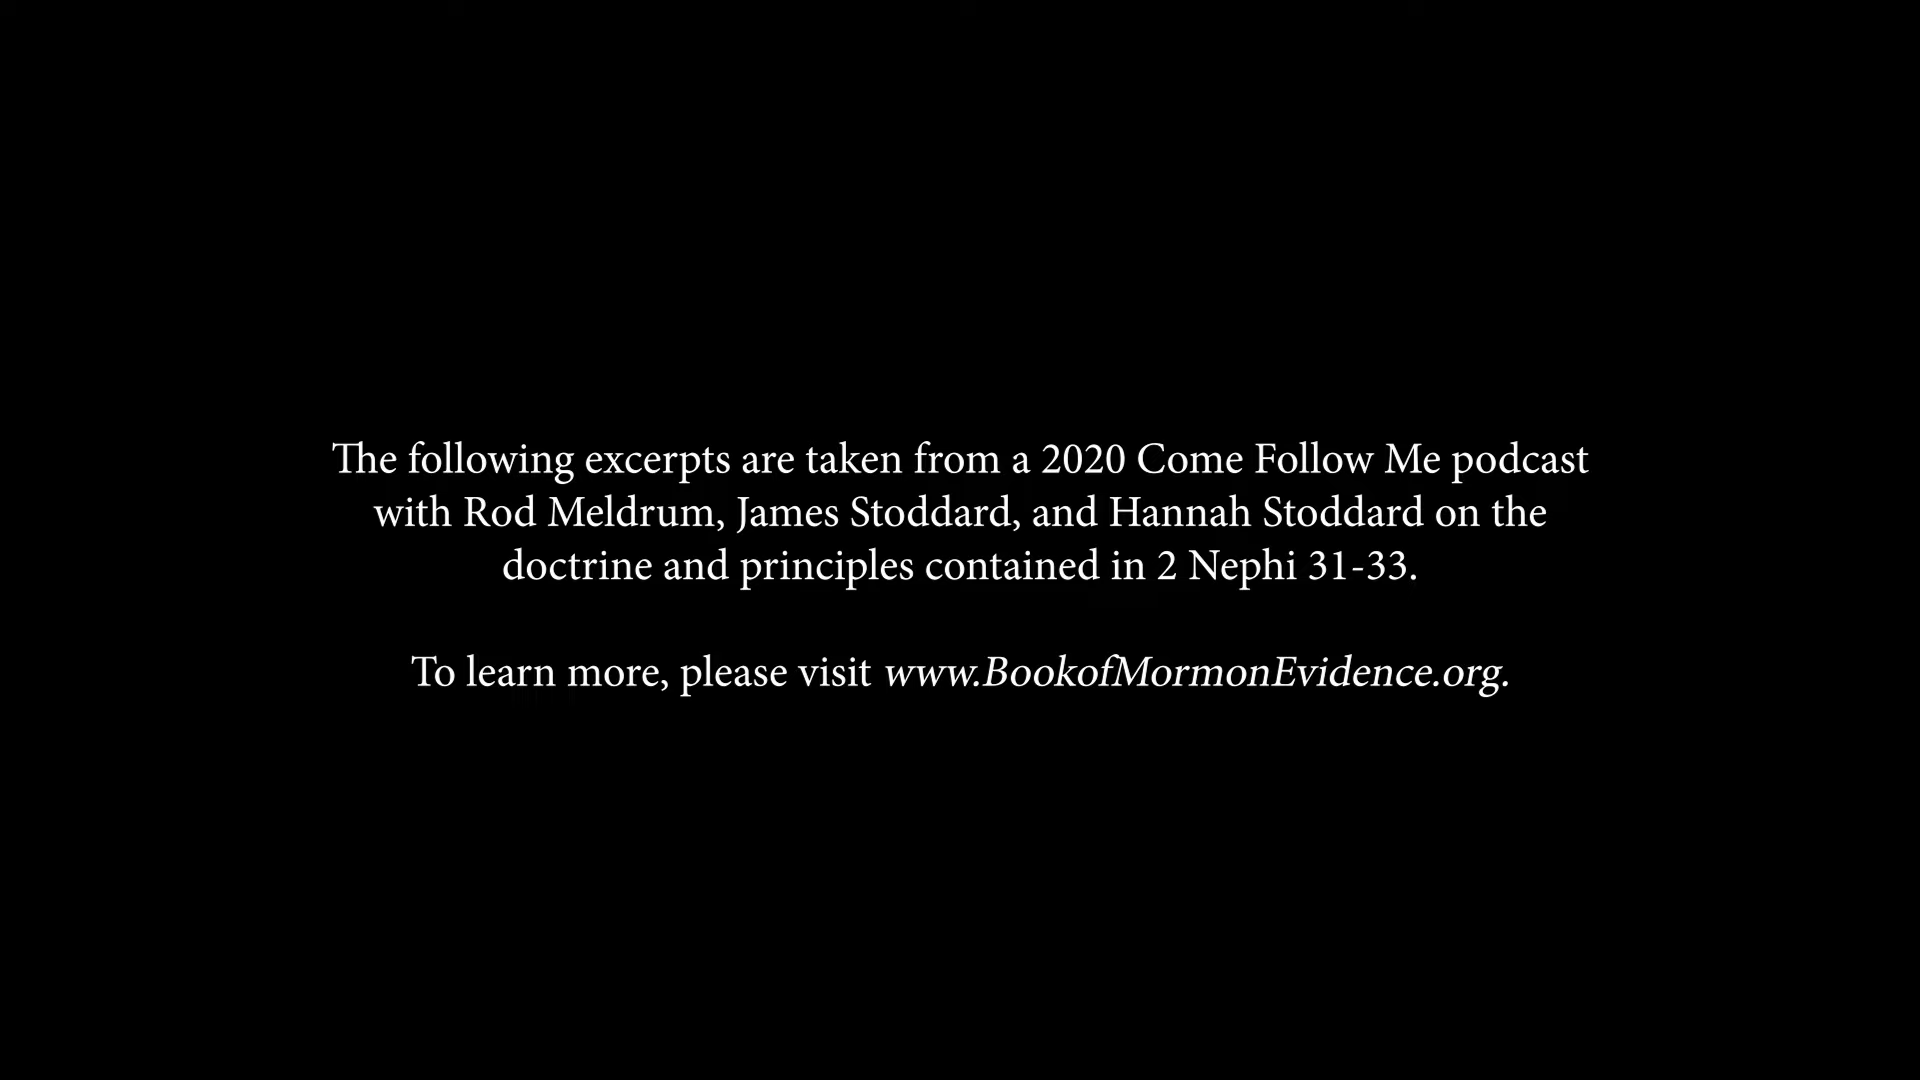 The following excerpts are taken from a 2020 Come Follow Me podcast
with Rod Meldrum, James Stoddard, and Hannah Stoddard on the
doctrine and principles contained in 2 Nephi 31-33.
To learn more, please visit www.BookofMormonEvidence.org.